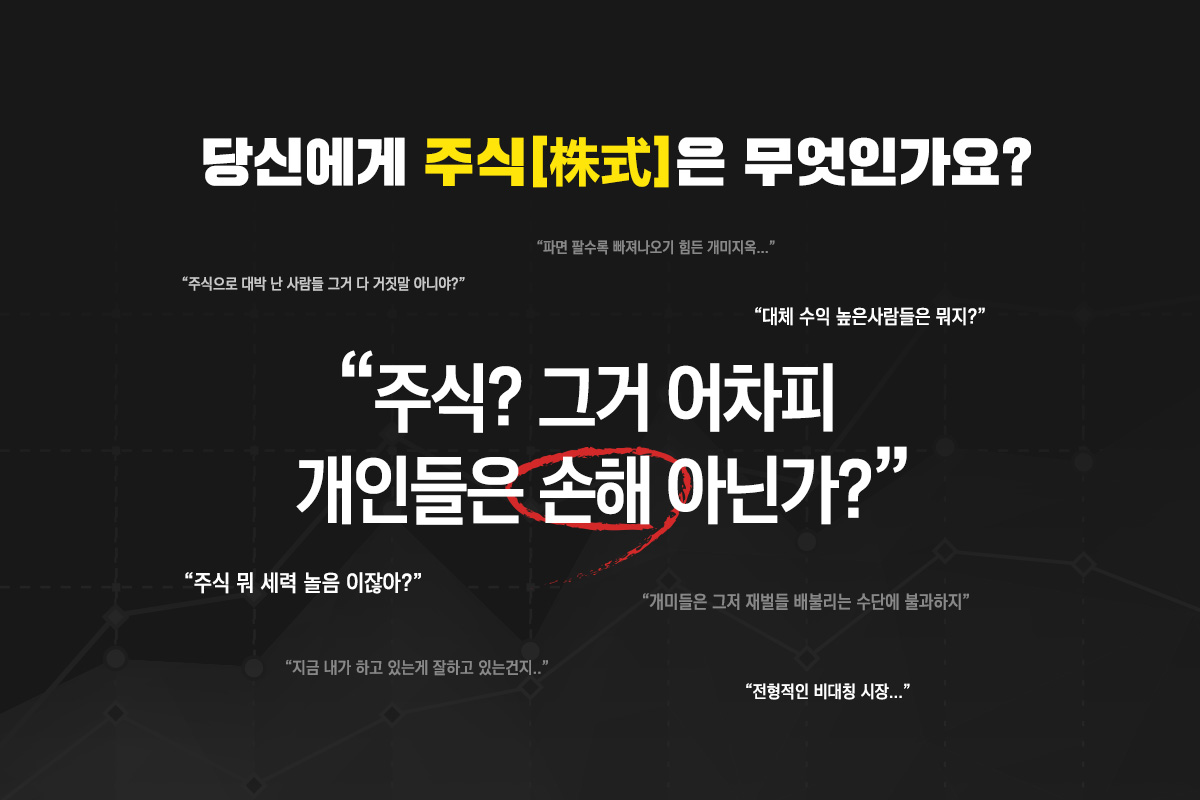 당신에게 주식[株式]은 무엇인가요?
“파면 팔수록 빠져나오기 힘든 개미지옥...”
“주식으로 대박 난 사람들 그거 다 거짓말 아니야?”
“대체 수익 높은사람들은 뭐지?”
“주식? 그거 어차피
개인들은 손해 아닌가?”
“주식 뭐 세력 놀음 이잖아?”
“개미들은 그저 재벌들 배불리는 수단에 불과하지”
“지금 내가 하고 있는게 잘하고 있는건지..”
“전형적인 비대칭 시장...”